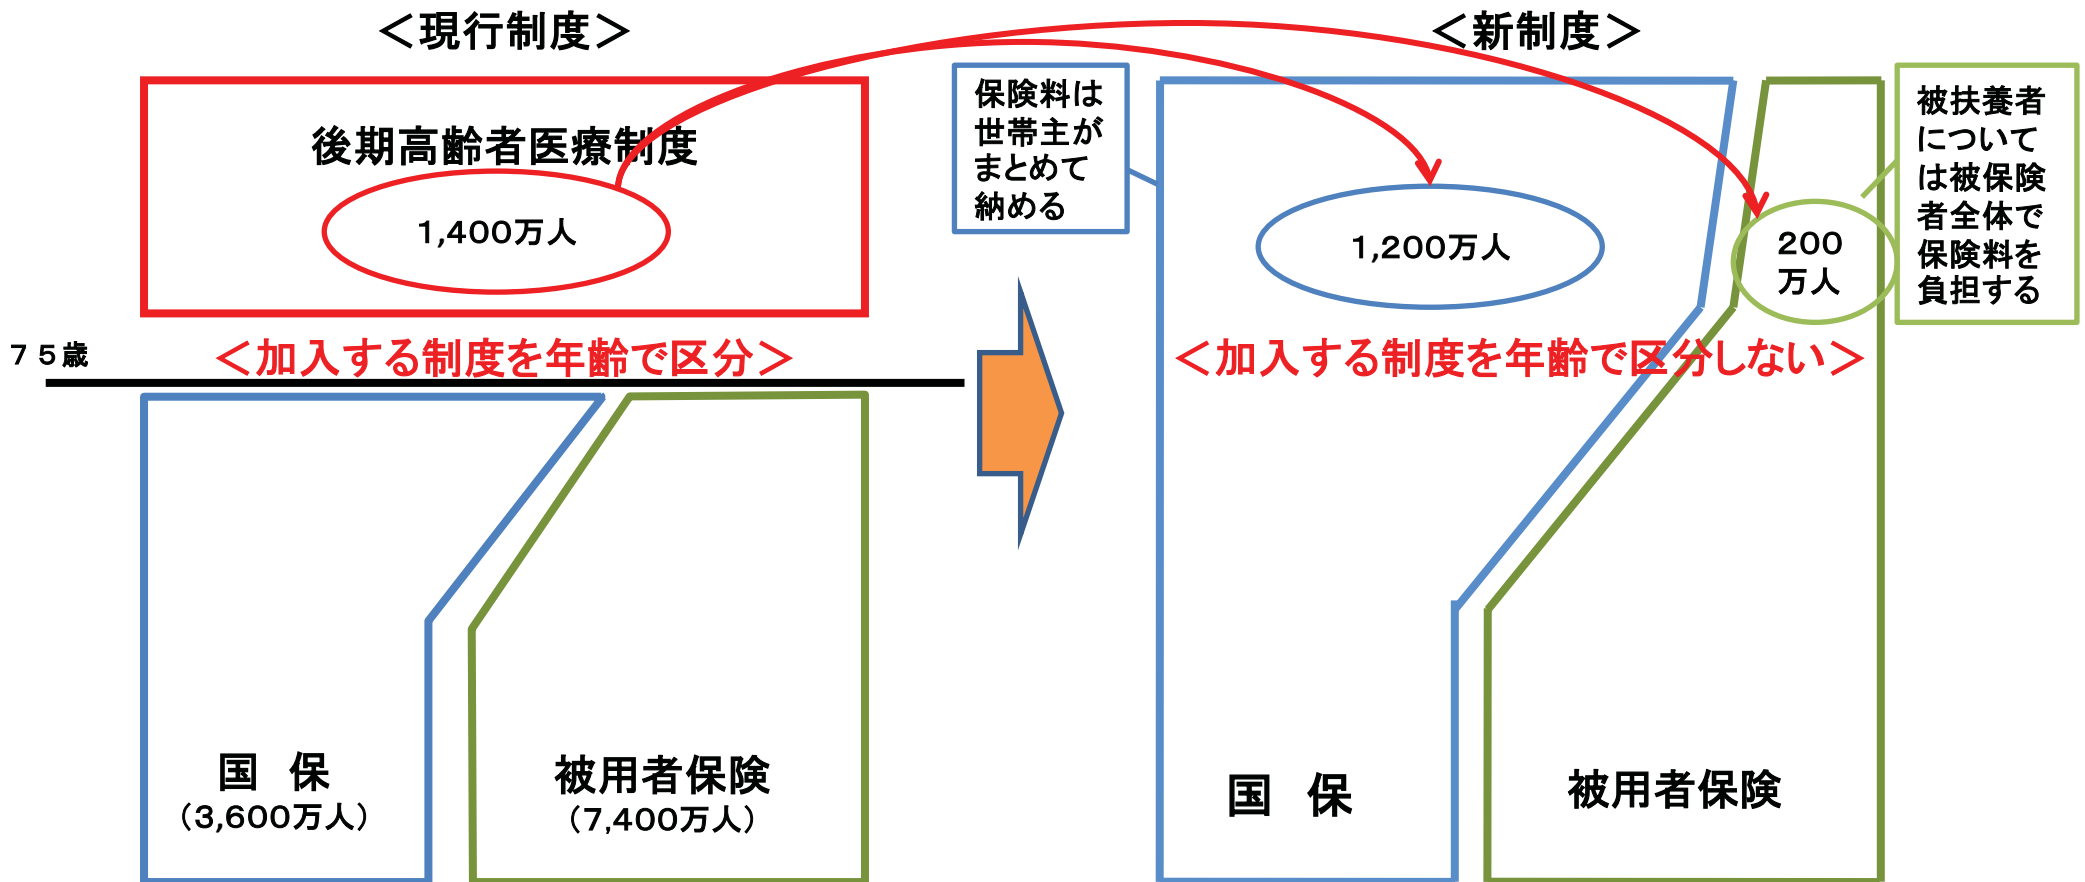 ＜現行制度＞
後期高齢者医療制度
1,400万人
７５歳
＜加入する制度を年齢で区分＞
国　保
（3,600万人）
被用者保険
（7,400万人）
＜新制度＞
保険料は
世帯主が
まとめて
納める
1,200万人
200
万人
被扶養者
について
は被保険
者全体で
保険料を
負担する
＜加入する制度を年齢で区分しない＞
国　保
被用者保険